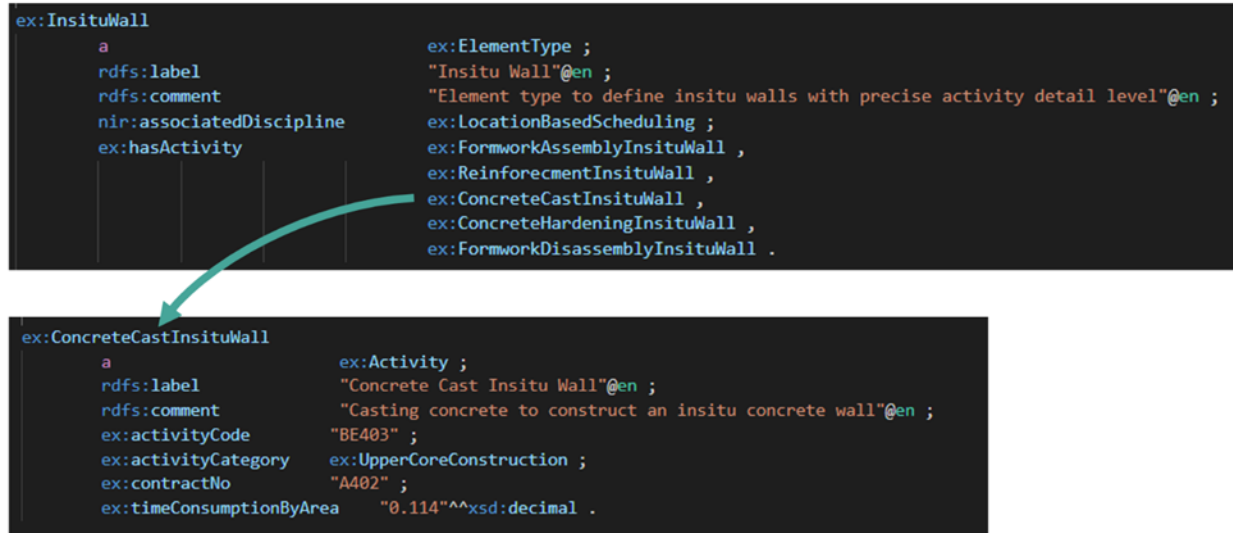 ex:InsituWall
a ex:ElementType ;
rdfs:label "Insitu Wall"@en ;
rdfs:comment "Element type to define insitu walls with precise activity detail level"@en ;
nir:associatedDiscipline ex:LocationBasedScheduling ;
ex:hasActivity ex:FormworkAssemblyInsituWall ,
ex:ReinforecmentInsituWall ,
ex:ConcreteCastInsituWall ,
ex:ConcreteHardeningInsituWall ,
ex:FormworkDisassemblyInsituWall .
ex:ConcreteCastInsituWall
a ex:Activity ;
rdfs:label "Concrete Cast Insitu Wall"@en ;
rdfs:comment "Casting concrete to construct an insitu concrete wall"@en ;
ex:activityCode "BE403" ;
ex:activityCategory ex:UpperCoreConstruction ;
ex:contractNo "A402" ;
ex:timeConsumptionByArea "0.114"^^xsd:decimal .